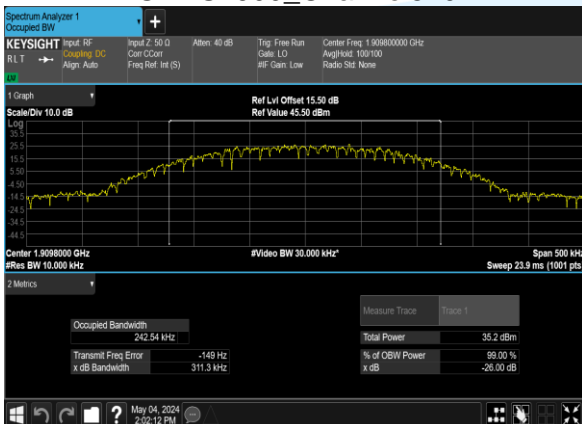 Spectrum Analyzer 1
Occupied BW
+
KEYSIGHT Input: RF Input Z: 50 Ω Atten: 40 dB Trig: Free Run Center Freq: 1.909800000 GHz
RLT Coupling: DC Corr CCorr Gate: LO Avg|Hold: 100/100
Align: Auto Freq Ref: Int (S) #IF Gain: Low Radio Std: None
1 Graph
Ref Lvl Offset 15.50 dB
Scale/Div 10.0 dB Ref Value 45.50 dBm
Log
35.5
25.5
15.5
5.50
-4.50
-14.5
-24.5
-34.5
-44.5
Center 1.9098000 GHz #Video BW 30.000 kHz* Span 500 kHz
#Res BW 10.000 kHz Sweep 23.9 ms (1001 pts)
2 Metrics
Measure Trace Trace 1
Occupied Bandwidth
242.54 kHz Total Power 35.2 dBm
Transmit Freq Error -149 Hz % of OBW Power 99.00 %
x dB Bandwidth 311.3 kHz x dB -26.00 dB
? May 04, 2024
2:02:12 PM